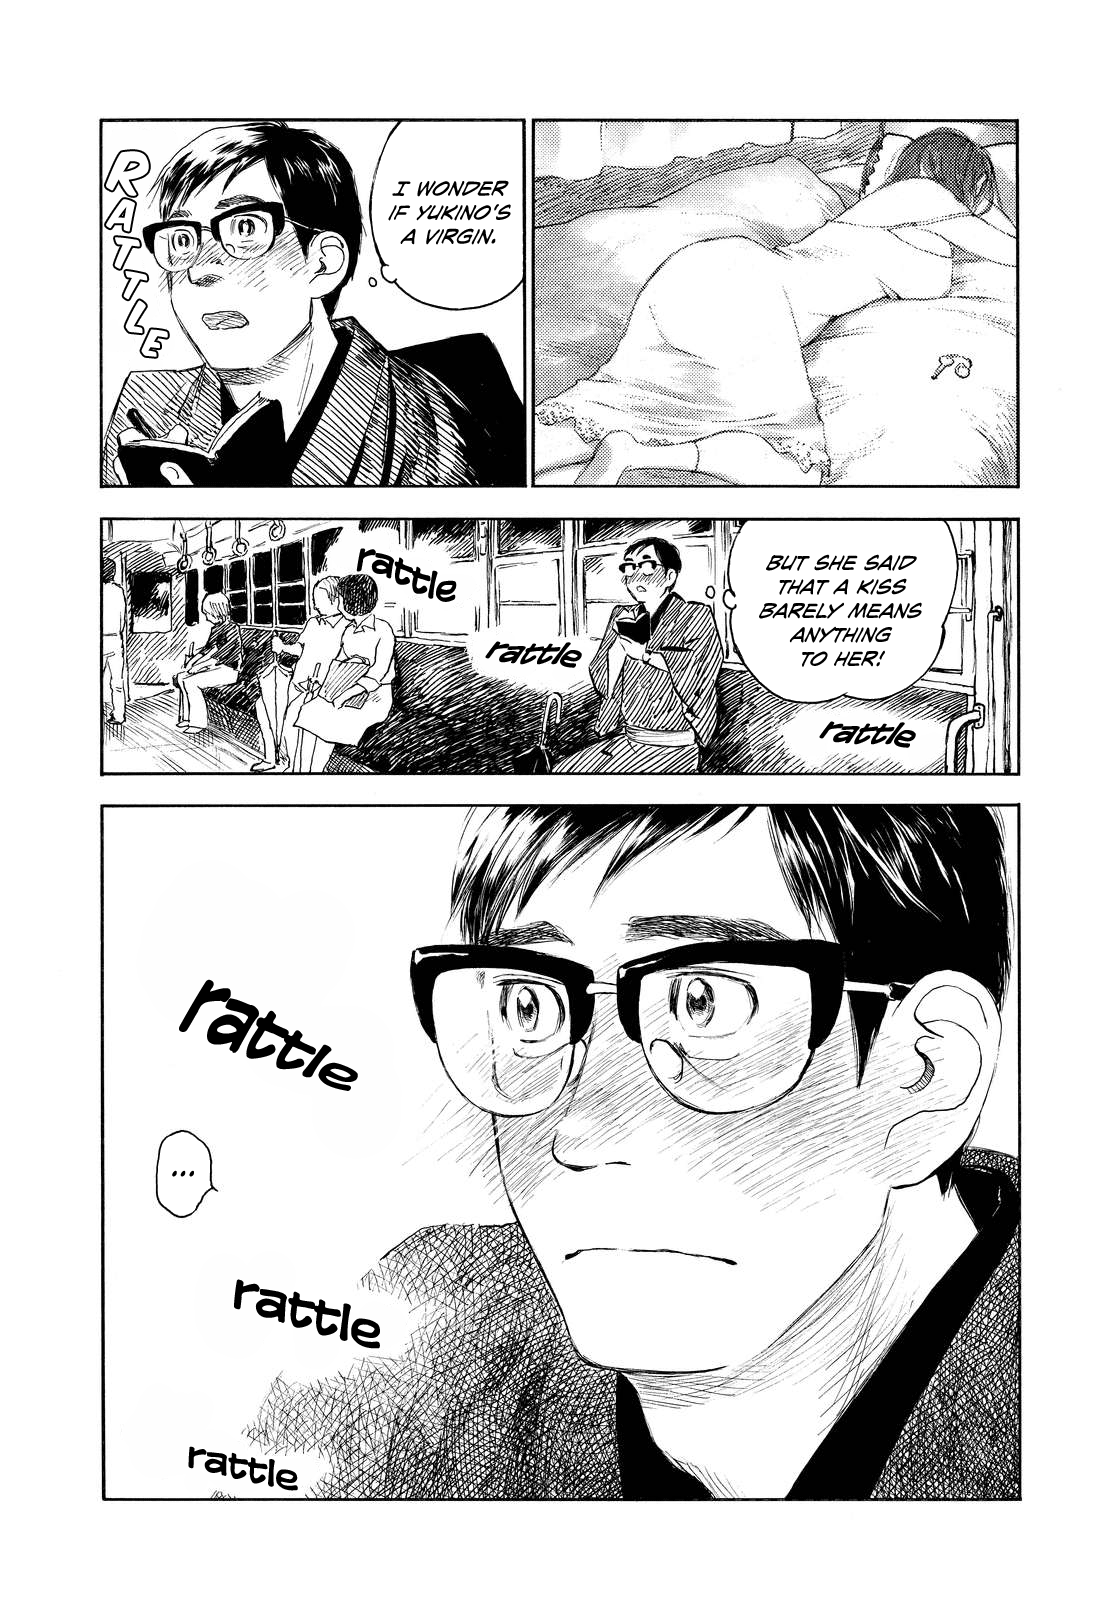 RATTLE
I WONDER
IF YUKINO'S
A VIRGIN.
rattle
rattle
BUT SHE SAID
THAT A KISS
BARELY MEANS
ANYTHING
TO HER!
rattle
rattle
...
rattle
rattle